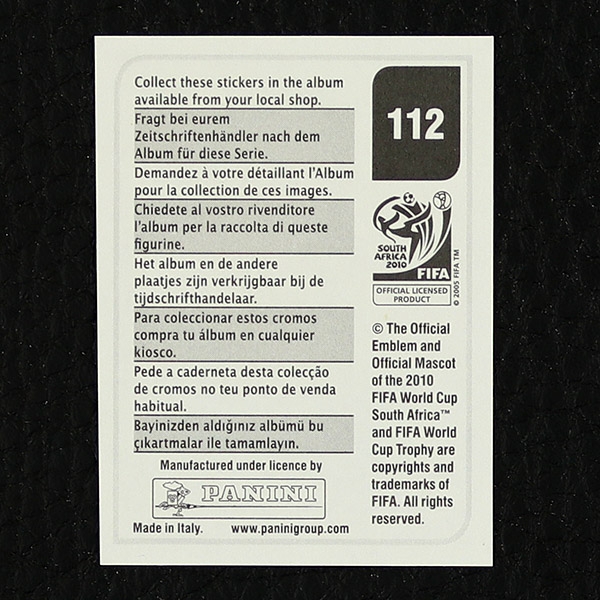 Collect these stickers in the album
available from your local shop.
Fragt bei eurem
Zeitschriftenhändler nach dem
Album für diese Serie.
Demandez à votre détaillant l'Album
pour la collection de ces images.
Chiedete al vostro rivenditore
l'album per la raccolta di queste
figurine.
Het album en de andere
plaatjes zijn verkrijgbaar bij de
tijdschrifthandelaar.
Para coleccionar estos cromos
compra tu álbum en cualquier
kiosco.
Pede a caderneta desta colecção
de cromos no teu ponto de venda
habitual.
Bayinizden aldığınız albümü bu
çıkartmalar ile tamamlayın.
Manufactured under licence by
PANINI
Made in Italy. www.paninigroup.com
112
SOUTH
AFRICA
2010
FIFA
OFFICIAL LICENSED
PRODUCT
© 2005 FIFA TM
© The Official
Emblem and
Official Mascot
of the 2010
FIFA World Cup
South Africa™
and FIFA World
Cup Trophy are
copyrights and
trademarks of
FIFA. All rights
reserved.